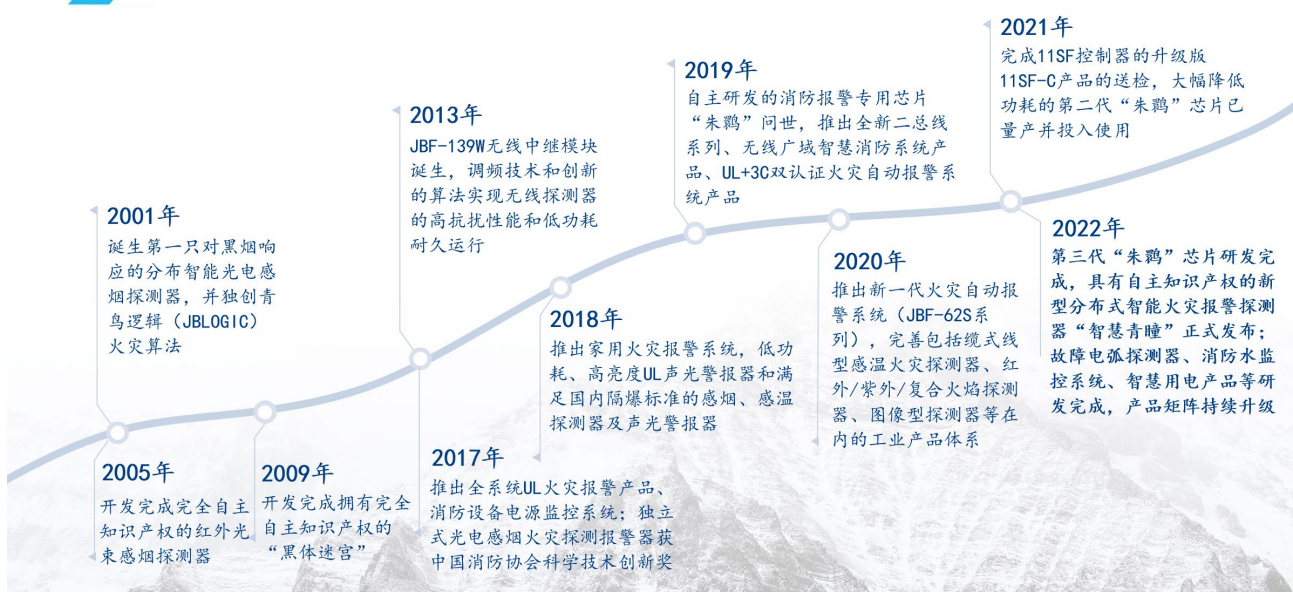 2001年
诞生第一只对黑烟响
应的分布智能光电感
烟探测器，并独创青
鸟逻辑（JBLOGIC）
火灾算法
2005年
开发完成完全自主
知识产权的红外光
束感烟探测器
2009年
开发完成拥有完全
自主知识产权的
“黑体迷宫”
2013年
JBF-139W无线中继模块
诞生，调频技术和创新
的算法实现无线探测器
的高抗扰性能和低功耗
耐久运行
2017年
推出全系统UL火灾报警产品、
消防设备电源监控系统；独立
式光电感烟火灾探测报警器获
中国消防协会科学技术创新奖
2018年
推出家用火灾报警系统，低功
耗、高亮度UL声光警报器和满
足国内隔爆标准的感烟、感温
探测器及声光警报器
2019年
自主研发的消防报警专用芯片
“朱鹮”问世，推出全新二总线
系列、无线广域智慧消防系统产
品、UL+3C双认证火灾自动报警系
统产品
2020年
推出新一代火灾自动报
警系统（JBF-62S系
列），完善包括缆式线
型感温火灾探测器、红
外/紫外/复合火焰探测
器、图像型探测器等在
内的工业产品体系
2021年
完成11SF控制器的升级版
11SF-C产品的送检，大幅降低
功耗的第二代“朱鹮”芯片已
量产并投入使用
2022年
第三代“朱鹮”芯片研发完
成，具有自主知识产权的新
型分布式智能火灾报警探测
器“智慧青瞳”正式发布；
故障电弧探测器、消防水监
控系统、智慧用电产品等研
发完成，产品矩阵持续升级